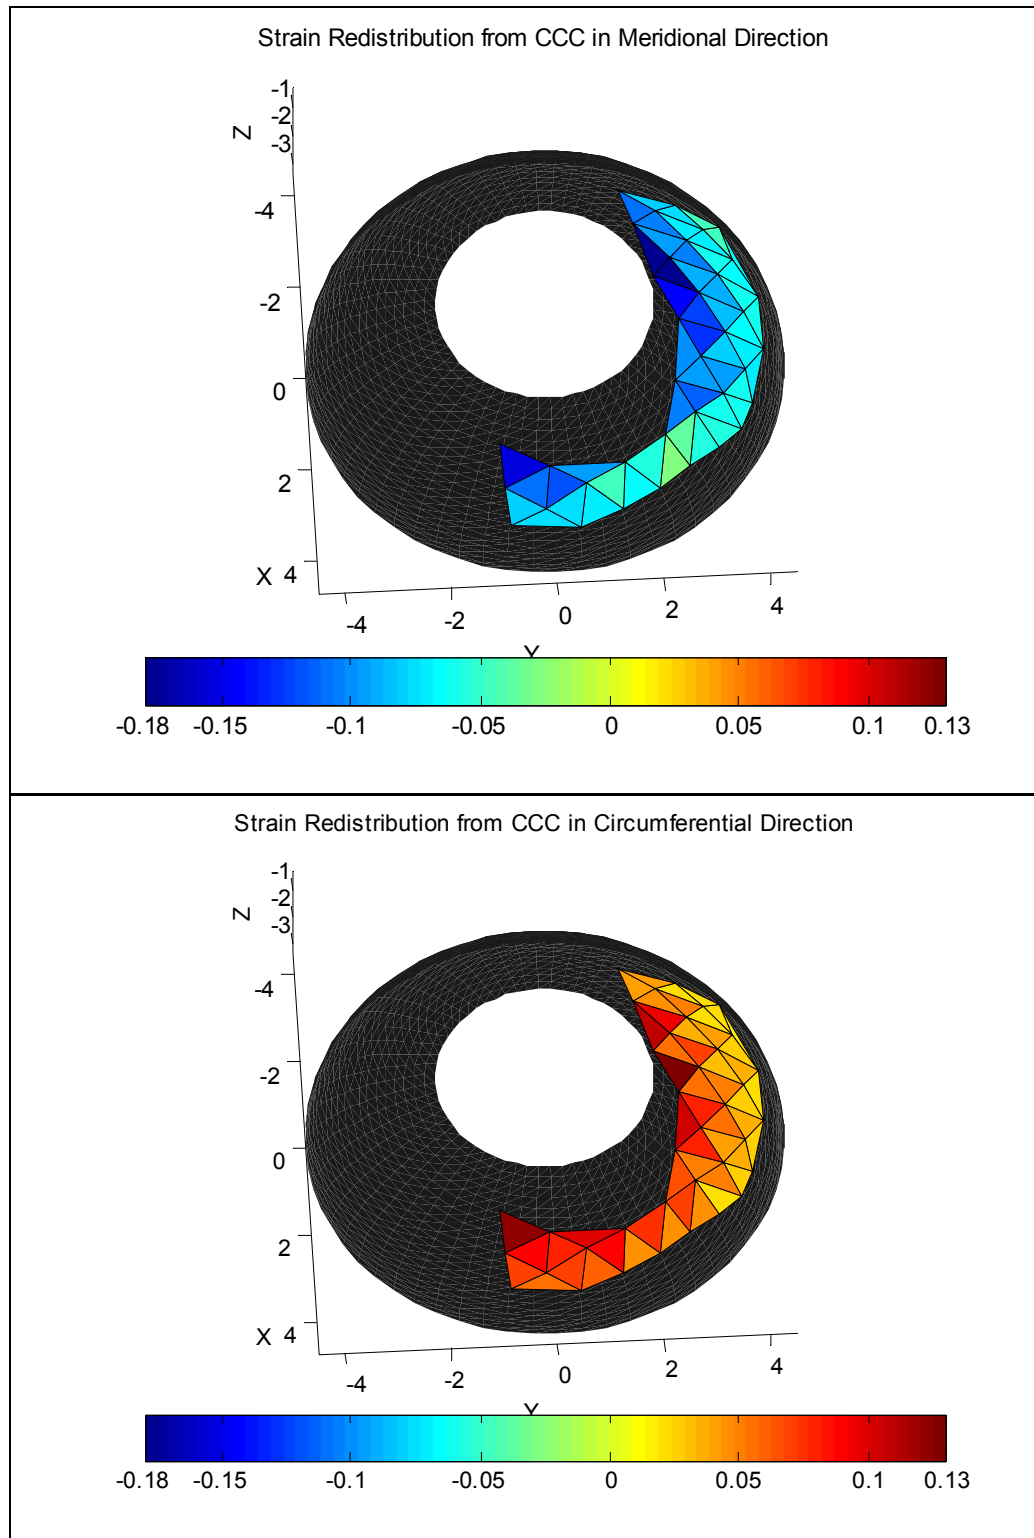 Strain Redistribution from CCC in Meridional Direction
-1
-2
Z
-3
-4
-2
0
2
X 4
-4 -2 0 2 4
Y
-0.18 -0.15 -0.1 -0.05 0 0.05 0.1 0.13
Strain Redistribution from CCC in Circumferential Direction
-1
-2
Z
-3
-4
-2
0
2
X 4
-4 -2 0 2 4
Y
-0.18 -0.15 -0.1 -0.05 0 0.05 0.1 0.13